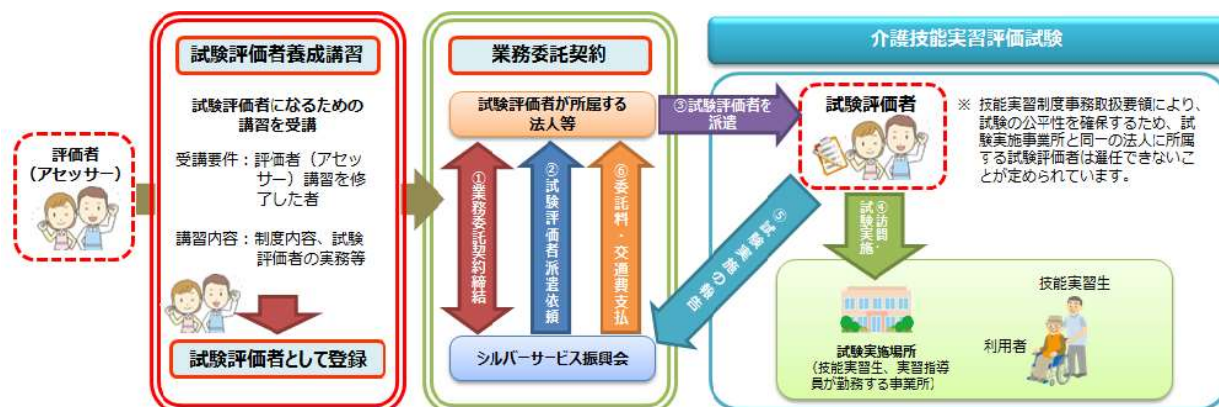 評価者
（アセッサー）
試験評価者養成講習
試験評価者になるための
講習を受講
受講要件：評価者（アセッ
サー）講習を修
了した者
講習内容：制度内容、試験
評価者の実務等
試験評価者として登録
業務委託契約
試験評価者が所属する
法人等
①業務委託契約締結
②試験評価者派遣依頼
⑥委託料・交通費支払
シルバーサービス振興会
③試験評価者を
派遣
介護技能実習評価試験
試験評価者
※ 技能実習制度事務取扱要領により、
試験の公平性を確保するため、試
験実施事業所と同一の法人に所属
する試験評価者は選任できないこ
とが定められています。
④訪問・
試験実施
⑤試験実施の報告
試験実施場所
（技能実習生、実習指導
員が勤務する事業所）
技能実習生
利用者